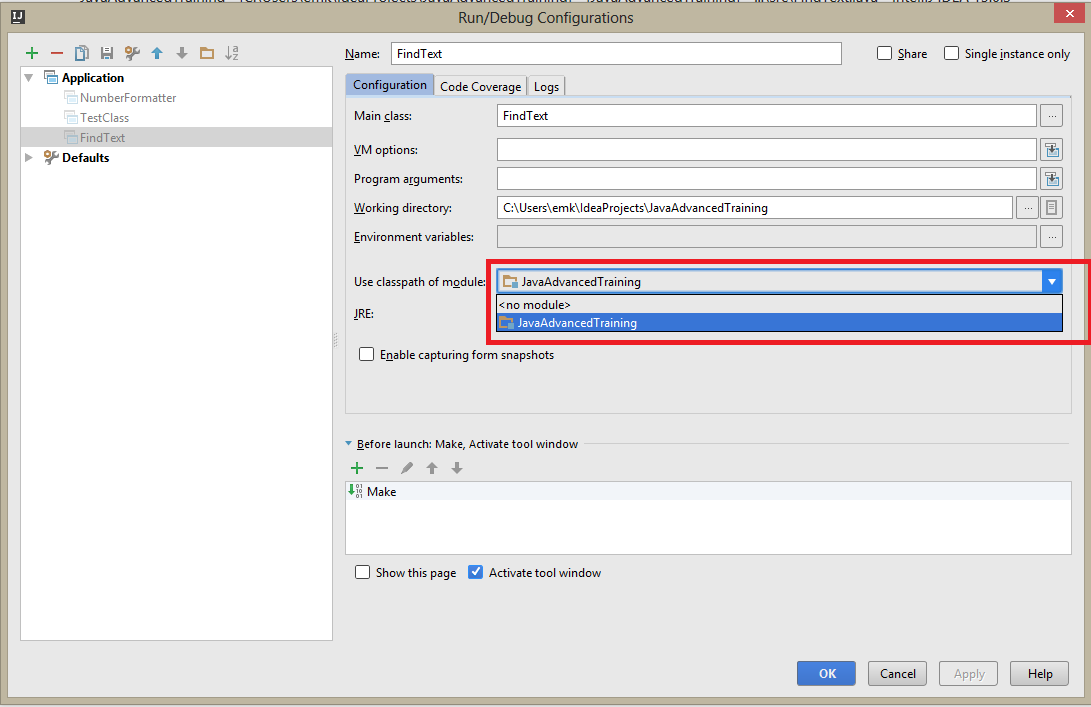 Run/Debug Configurations
Name: FindText Share Single instance only
Application
NumberFormatter
TestClass
FindText
Defaults
Configuration Code Coverage Logs
Main class: FindText ...
VM options:
Program arguments:
Working directory: C:\Users\emk\IdeaProjects\JavaAdvancedTraining ...
Environment variables: ...
Use classpath of module: JavaAdvancedTraining
<no module>
JavaAdvancedTraining
JRE:
Enable capturing form snapshots
Before launch: Make, Activate tool window
Make
Show this page Activate tool window
OK Cancel Apply Help